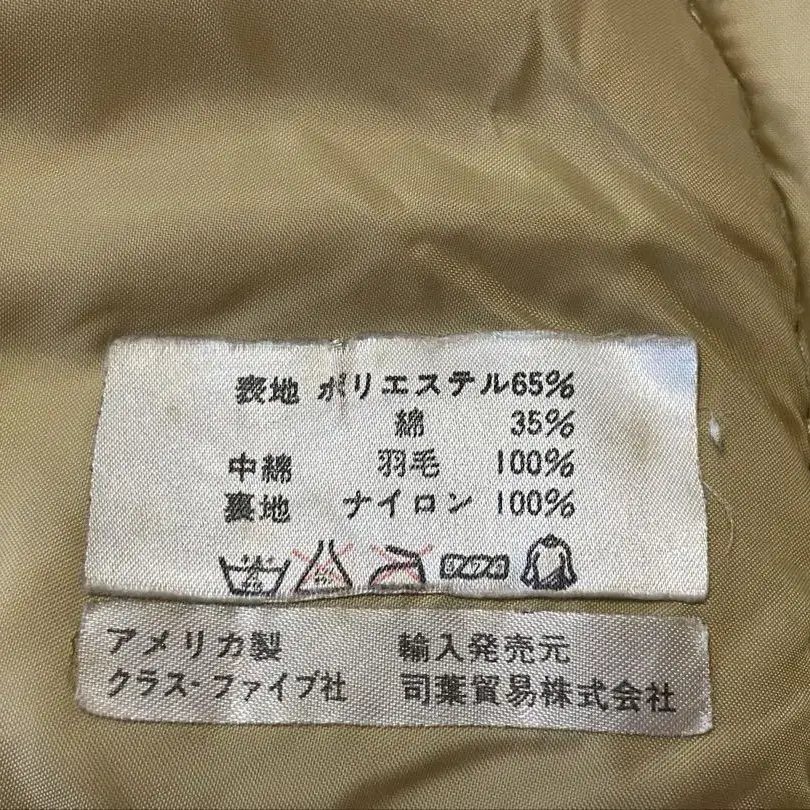 表地 ポリエステル65%
綿 35%
中綿 羽毛 100%
裏地 ナイロン 100%
アメリカ製 輸入発売元
クラス・ファイブ社 司葉貿易株式会社